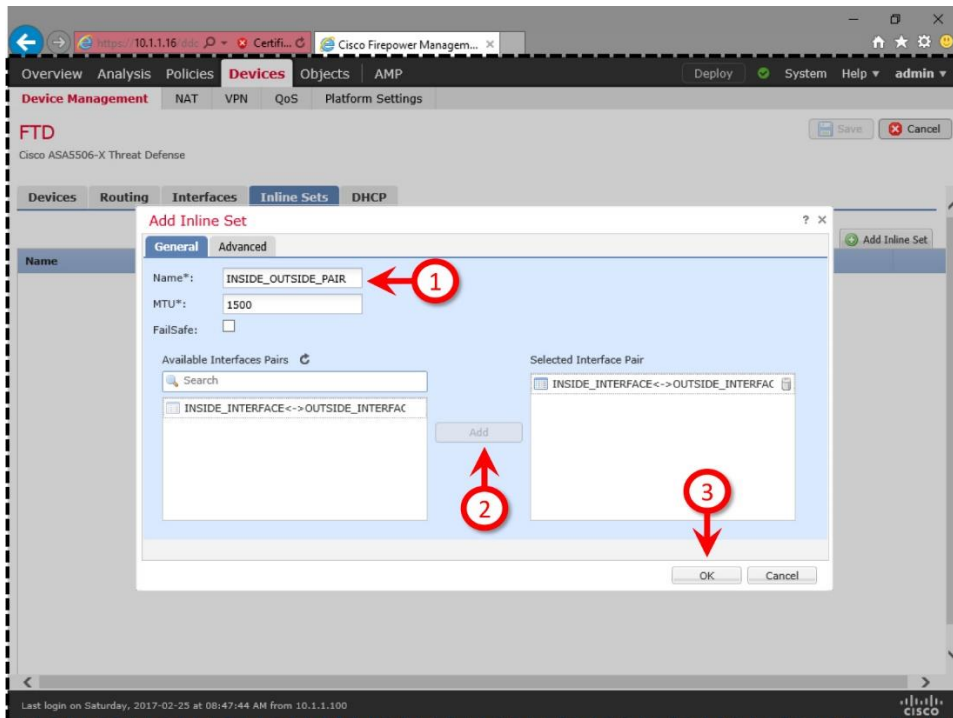 https://10.1.1.16/ddc
Certifi...
Cisco Firepower Managem...
Overview Analysis Policies Devices Objects AMP
Deploy System Help admin
Device Management NAT VPN QoS Platform Settings
FTD
Save Cancel
Cisco ASA5506-X Threat Defense
Devices Routing Interfaces Inline Sets DHCP
Add Inline Set
Name
Add Inline Set
?
General Advanced
Name*: INSIDE_OUTSIDE_PAIR
1
MTU*: 1500
FailSafe:
Available Interfaces Pairs
Selected Interface Pair
Search
INSIDE_INTERFACE<->OUTSIDE_INTERFAC
INSIDE_INTERFACE<->OUTSIDE_INTERFAC
Add
2
3
OK Cancel
Last login on Saturday, 2017-02-25 at 08:47:44 AM from 10.1.1.100
CISCO